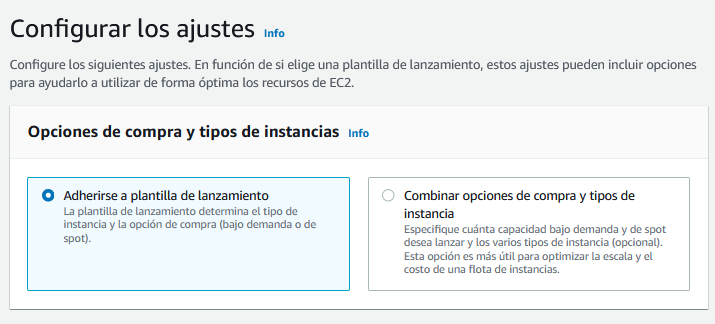 Configurar los ajustes Info
Configure los siguientes ajustes. En función de si elige una plantilla de lanzamiento, estos ajustes pueden incluir opciones
para ayudarlo a utilizar de forma óptima los recursos de EC2.
Opciones de compra y tipos de instancias Info
Adherirse a plantilla de lanzamiento
La plantilla de lanzamiento determina el tipo de
instancia y la opción de compra (bajo demanda o de
spot).
Combinar opciones de compra y tipos de
instancia
Especifique cuánta capacidad bajo demanda y de spot
desea lanzar y los varios tipos de instancia (opcional).
Esta opción es más útil para optimizar la escala y el
costo de una flota de instancias.